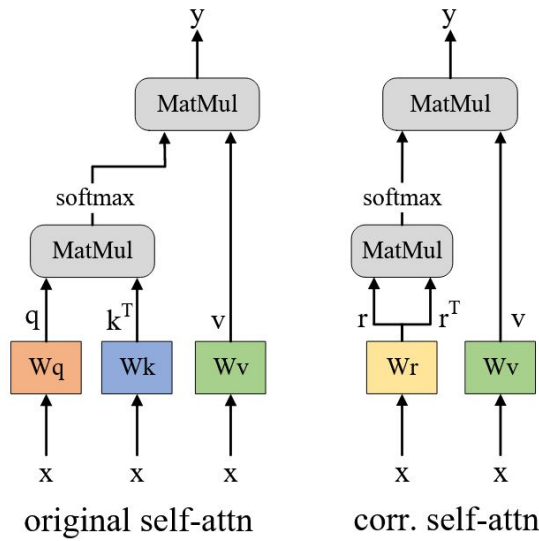 y y
MatMul MatMul
softmax softmax
MatMul MatMul
q k^T v r r^T v
Wq Wk Wv Wr Wv
x x x x x
original self-attn corr. self-attn